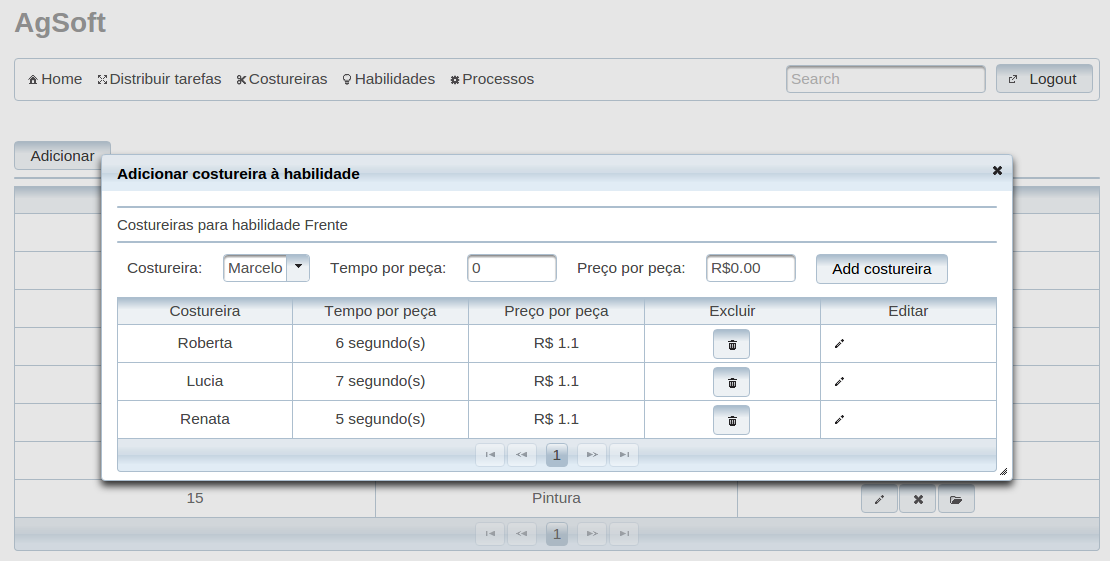 AgSoft
Home Distribuir tarefas Costureiras Habilidades Processos Search Logout
Adicionar
Adicionar costureira à habilidade
Costureiras para habilidade Frente
Costureira: Marcelo Tempo por peça: 0 Preço por peça: R$0.00 Add costureira
Costureira Tempo por peça Preço por peça Excluir Editar
Roberta 6 segundo(s) R$ 1.1
Lucia 7 segundo(s) R$ 1.1
Renata 5 segundo(s) R$ 1.1
1
15 Pintura
1